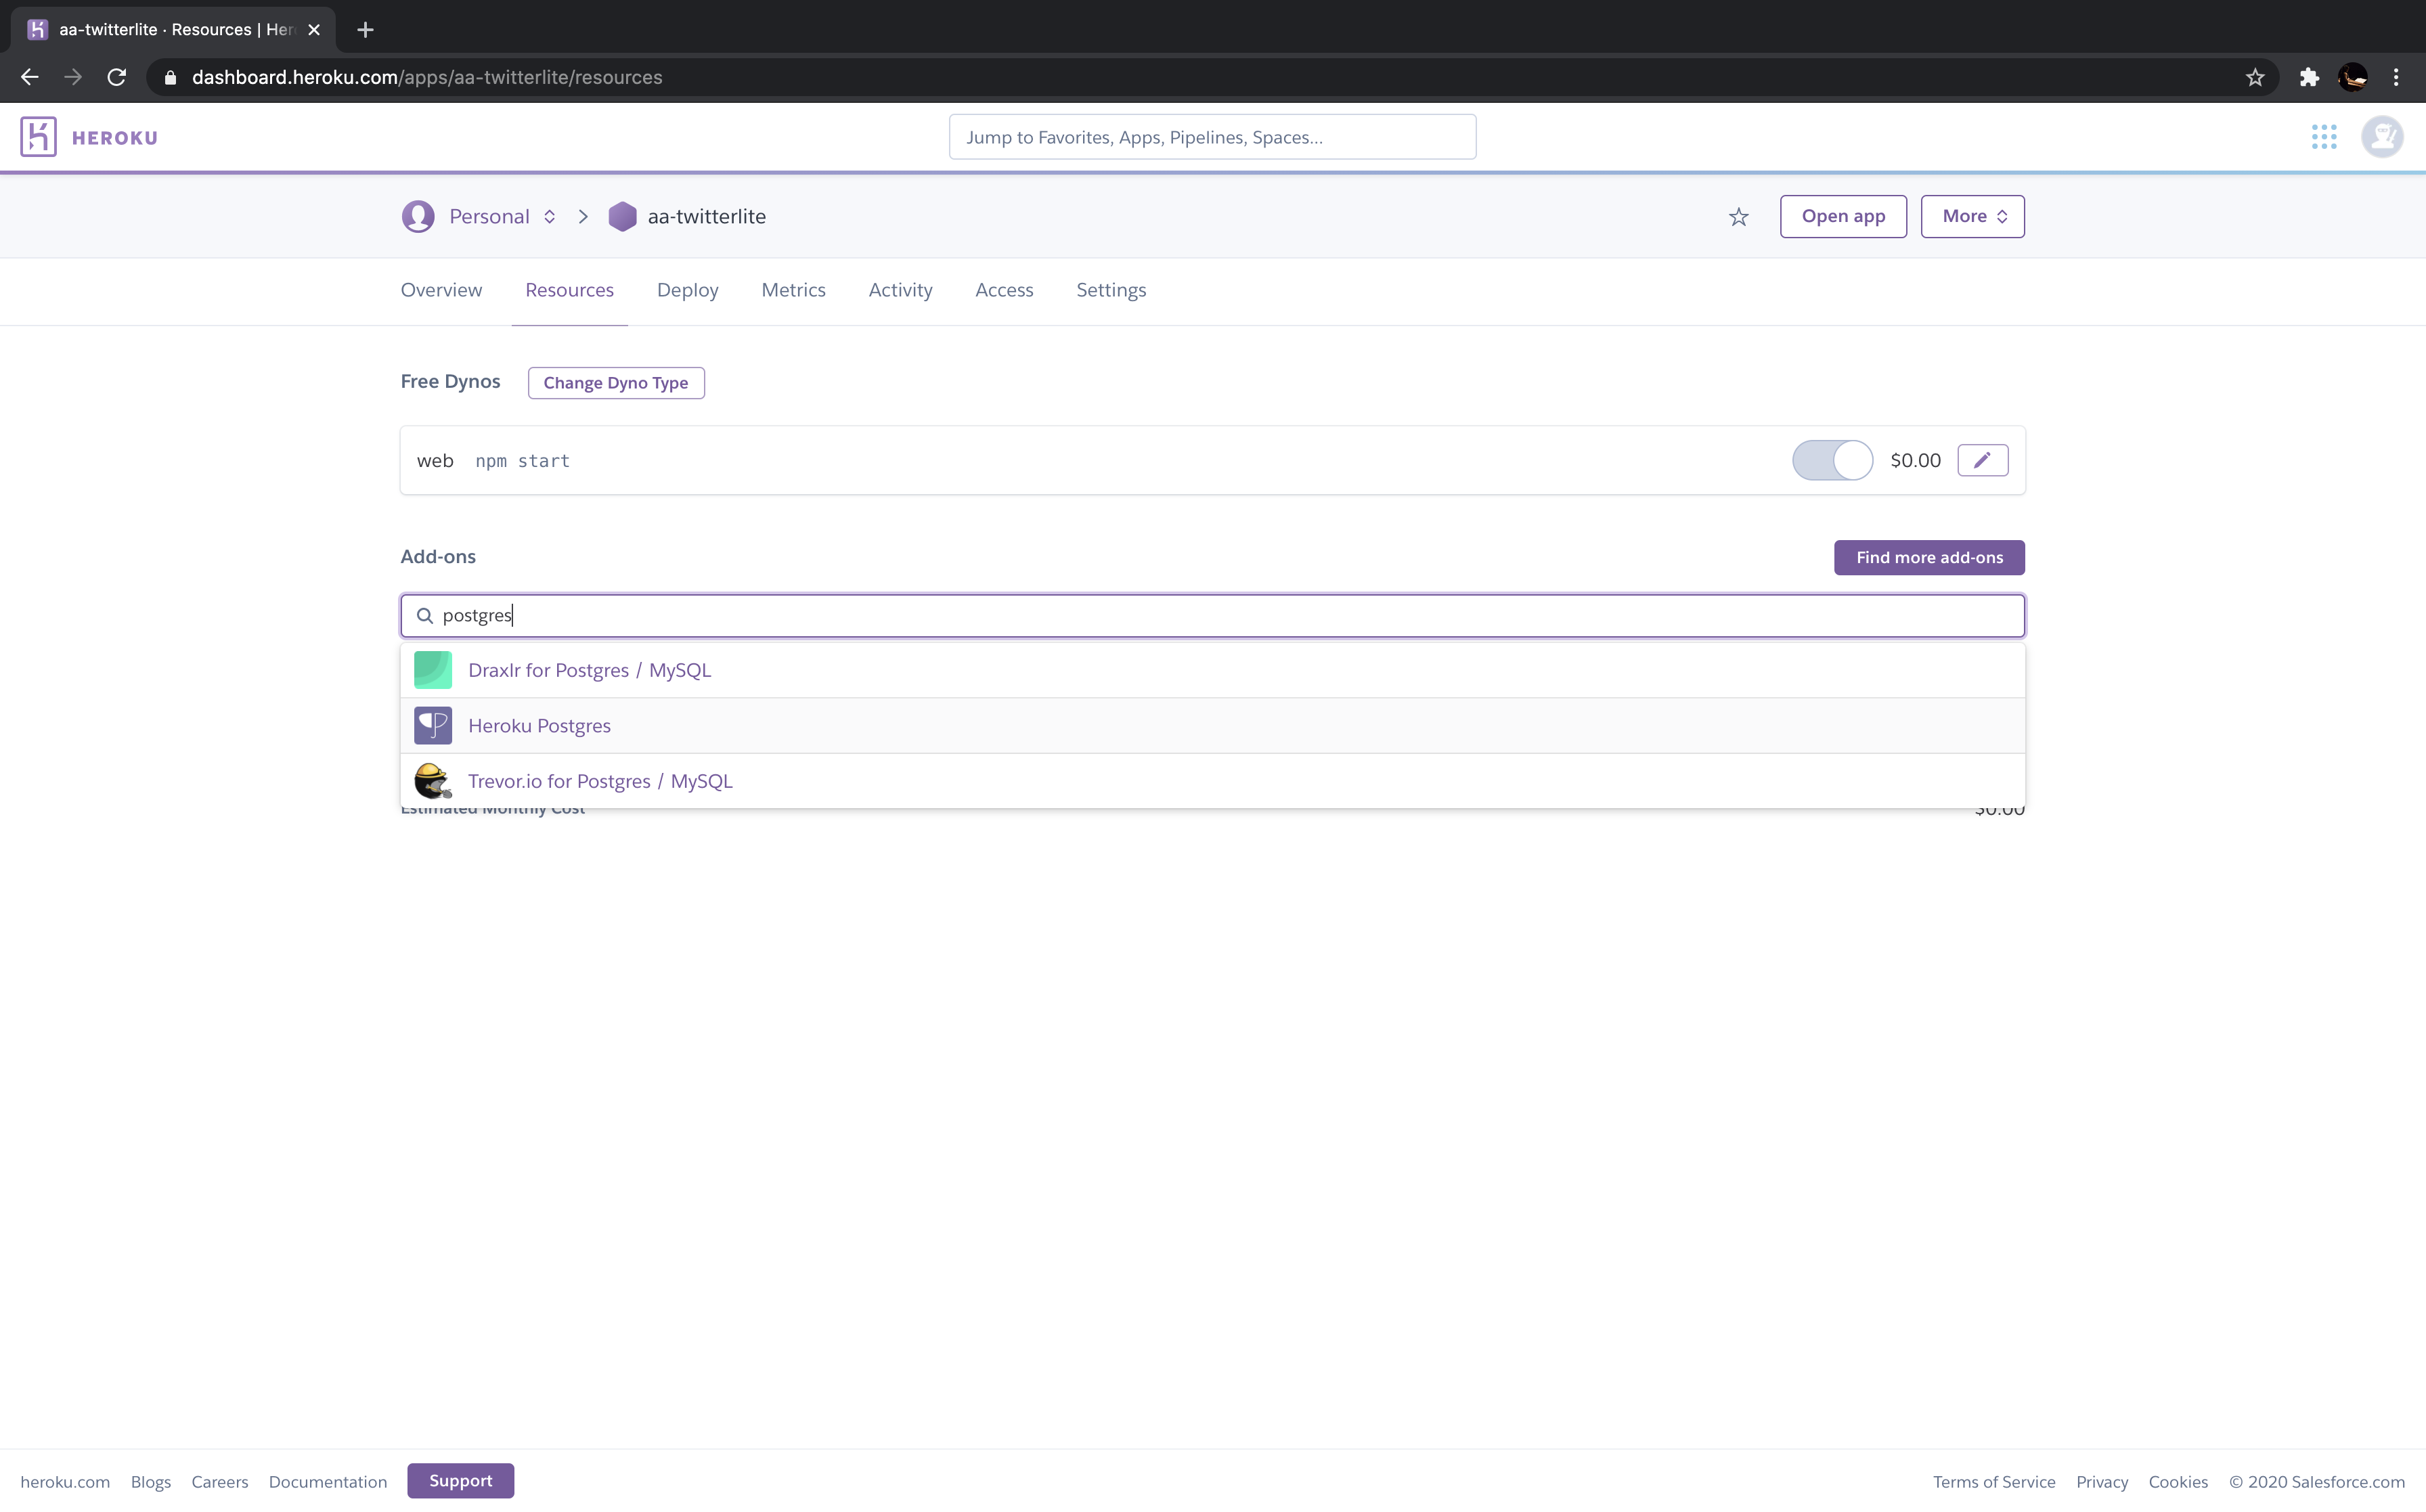 aa-twitterlite · Resources | Her
dashboard.heroku.com/apps/aa-twitterlite/resources
HEROKU
Jump to Favorites, Apps, Pipelines, Spaces...
Personal
aa-twitterlite
Open app
More
Overview
Resources
Deploy
Metrics
Activity
Access
Settings
Free Dynos
Change Dyno Type
web npm start
$0.00
Add-ons
Find more add-ons
postgres
Draxlr for Postgres / MySQL
Heroku Postgres
Trevor.io for Postgres / MySQL
Estimated Monthly Cost
$0.00
heroku.com
Blogs
Careers
Documentation
Support
Terms of Service
Privacy
Cookies
© 2020 Salesforce.com